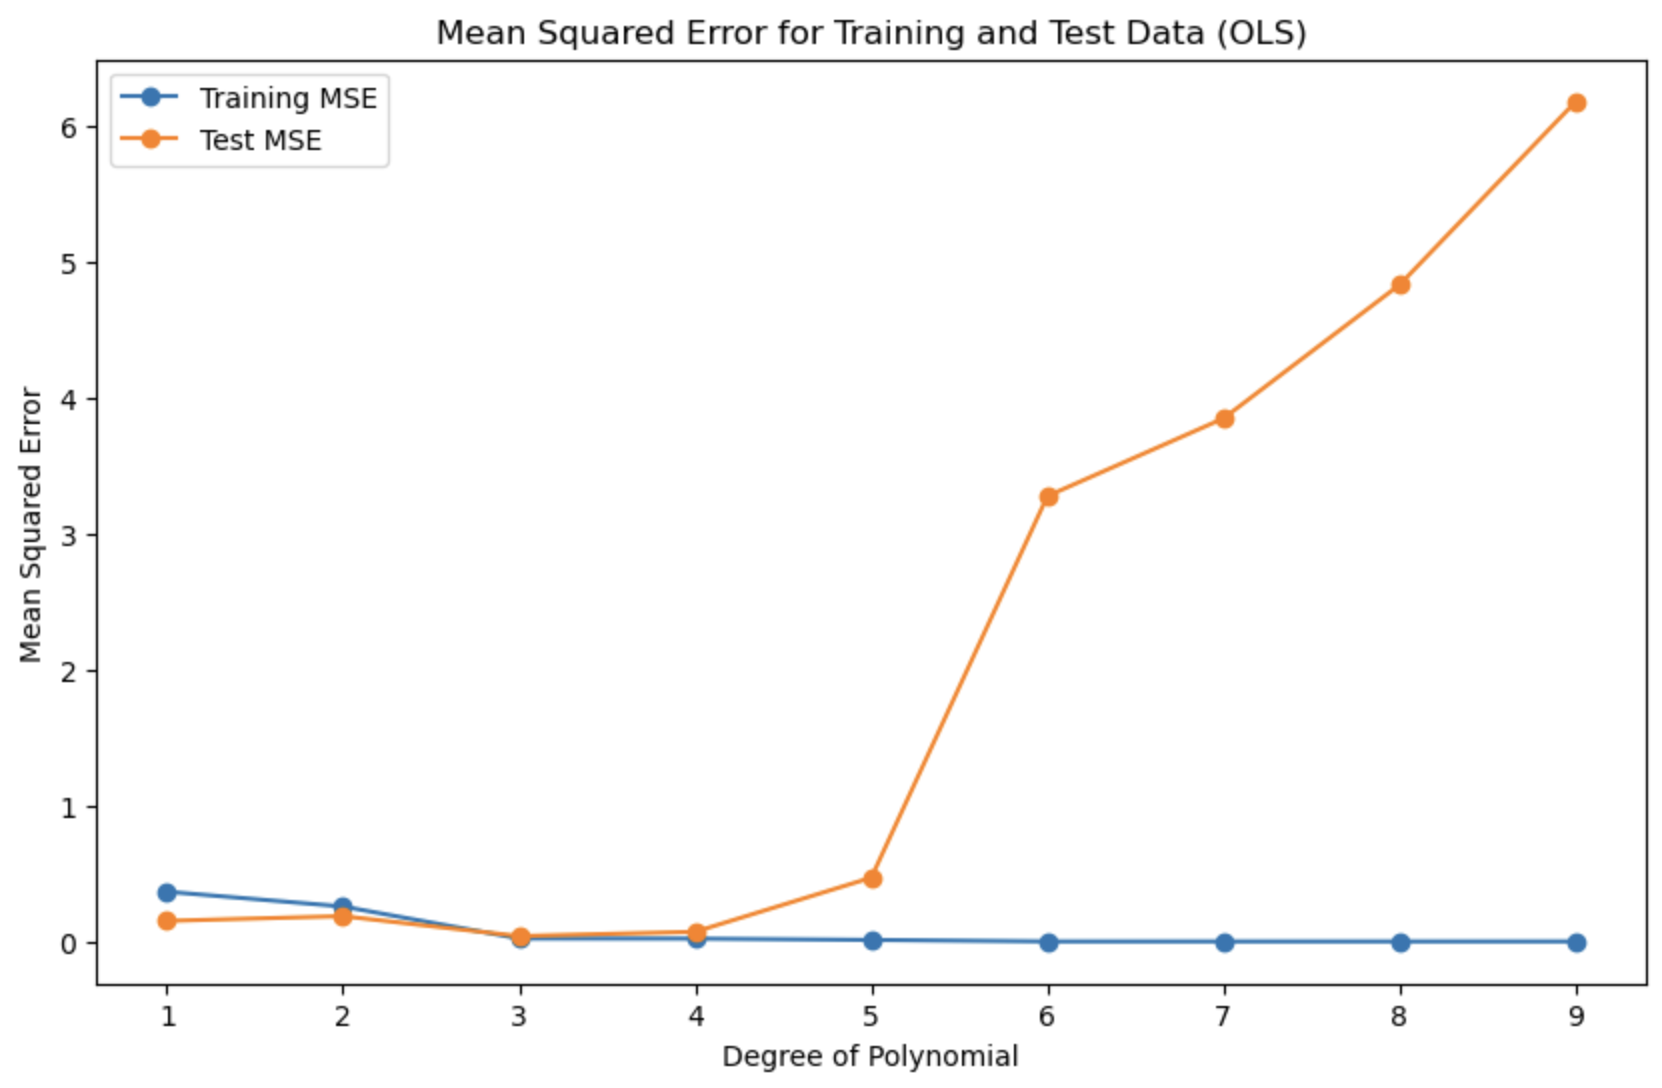 Mean Squared Error for Training and Test Data (OLS)
Training MSE
Test MSE
Mean Squared Error
6
5
4
3
2
1
0
1 2 3 4 5 6 7 8 9
Degree of Polynomial